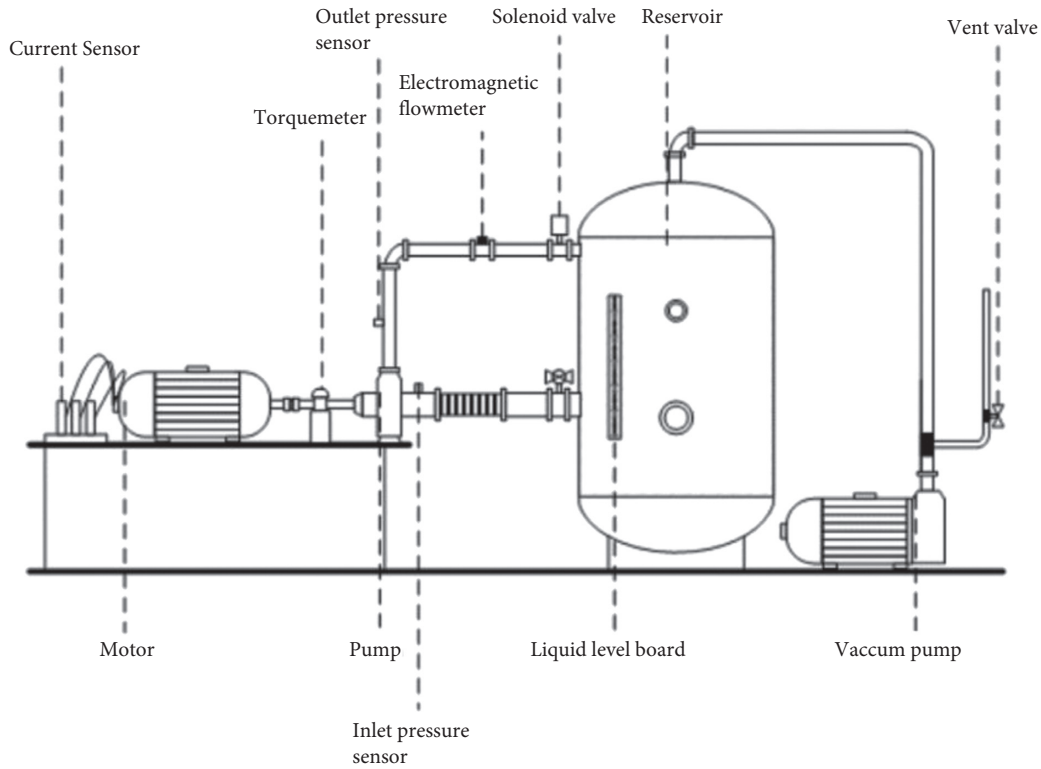 Outlet pressure
sensor
Solenoid valve
Reservoir
Vent valve
Current Sensor
Electromagnetic
flowmeter
Torquemeter
Motor
Pump
Liquid level board
Vaccum pump
Inlet pressure
sensor